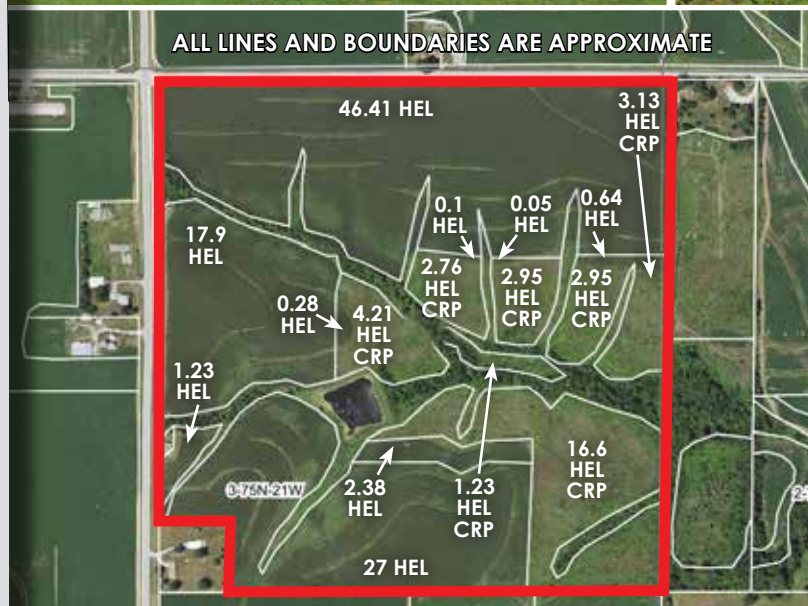 ALL LINES AND BOUNDARIES ARE APPROXIMATE
46.41 HEL
3.13
HEL
CRP
0.1
HEL
0.05
HEL
0.64
HEL
17.9
HEL
2.76
HEL
CRP
2.95
HEL
CRP
2.95
HEL
CRP
0.28
HEL
4.21
HEL
CRP
1.23
HEL
16.6
HEL
CRP
3-75N-21W
2.38
HEL
1.23
HEL
CRP
27 HEL